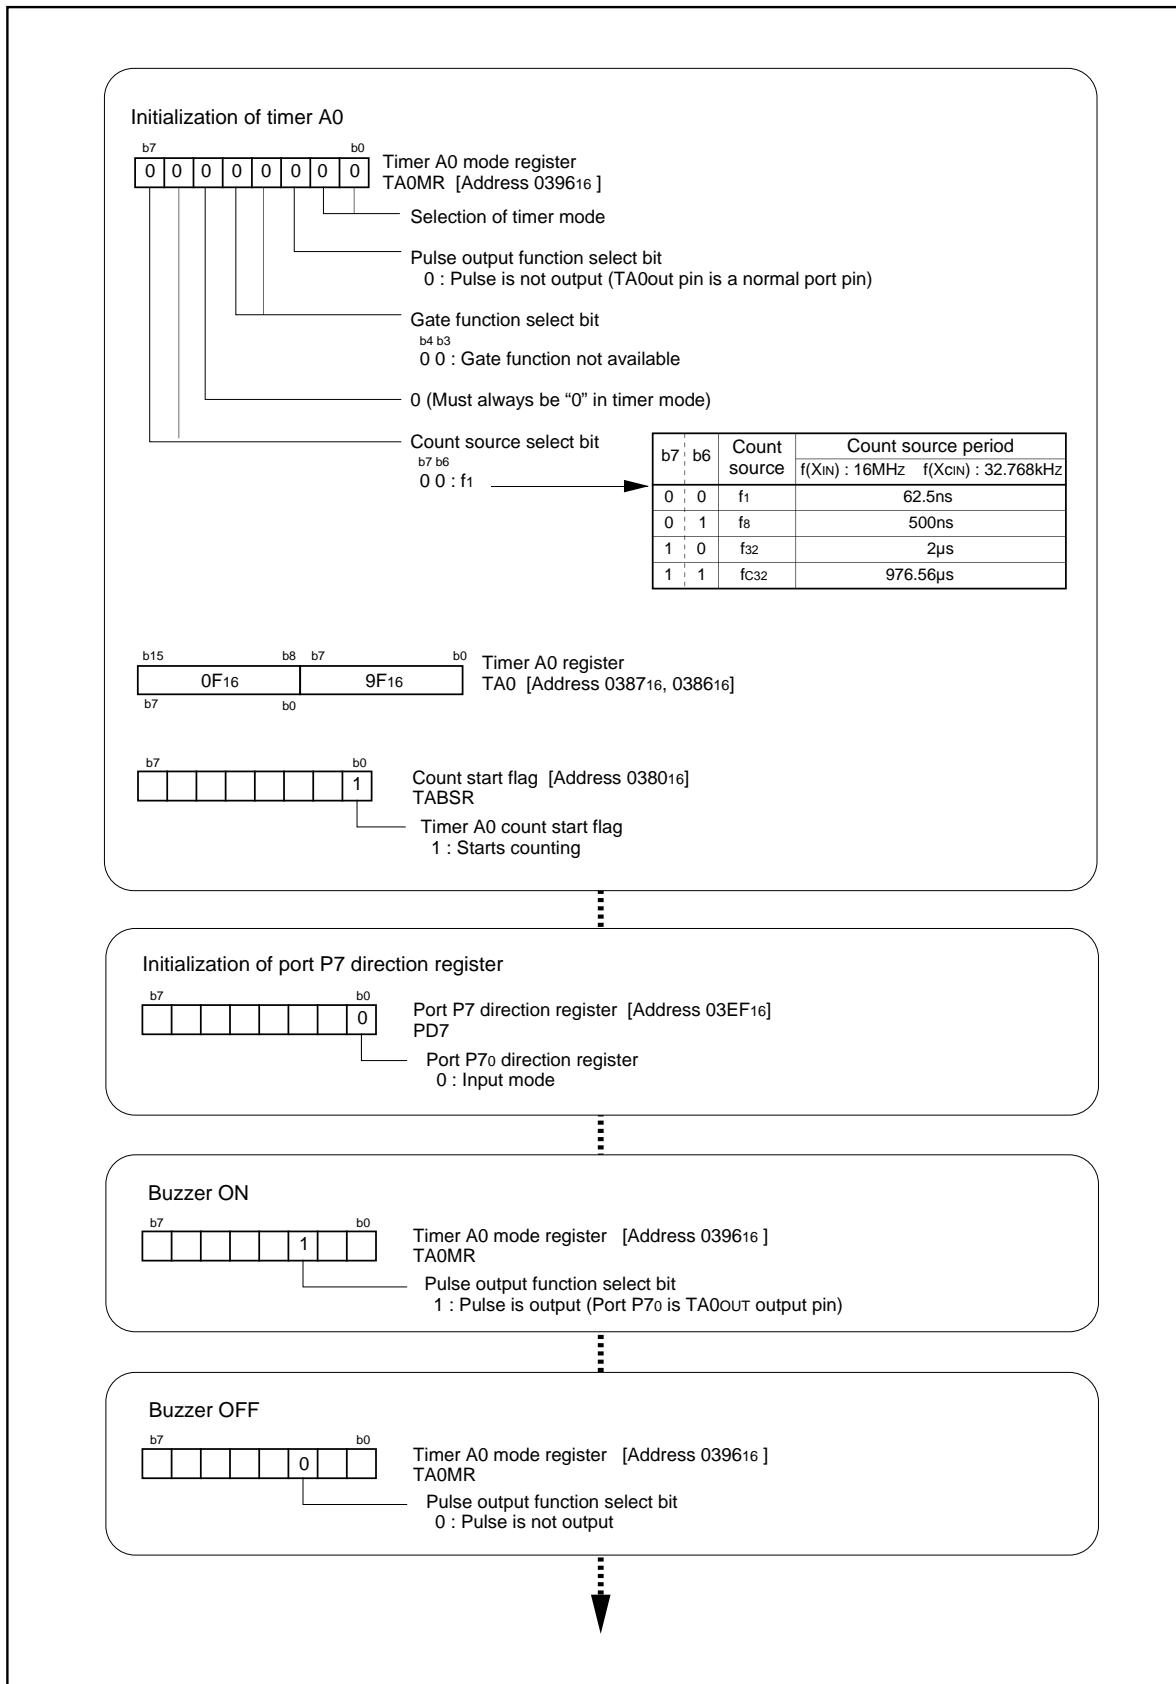 Initialization of timer A0
b7 b0
0 0 0 0 0 0 0 0
Timer A0 mode register
TA0MR [Address 039616 ]
Selection of timer mode
Pulse output function select bit
0 : Pulse is not output (TA0out pin is a normal port pin)
Gate function select bit
b4 b3
0 0 : Gate function not available
0 (Must always be “0” in timer mode)
Count source select bit
b7 b6
0 0 : f1
b7 b6 Count source Count source period
f(XIN) : 16MHZ f(XCIN) : 32.768kHZ
0 0 f1 62.5ns
0 1 f8 500ns
1 0 f32 2µs
1 1 fC32 976.56µs
b15 b8 b7 b0
0F16 9F16
b7 b0
Timer A0 register
TA0 [Address 038716, 038616]
b7 b0
1
Count start flag [Address 038016]
TABSR
Timer A0 count start flag
1 : Starts counting
Initialization of port P7 direction register
b7 b0
0
Port P7 direction register [Address 03EF16]
PD7
Port P70 direction register
0 : Input mode
Buzzer ON
b7 b0
1
Timer A0 mode register [Address 039616 ]
TA0MR
Pulse output function select bit
1 : Pulse is output (Port P70 is TA0OUT output pin)
Buzzer OFF
b7 b0
0
Timer A0 mode register [Address 039616 ]
TA0MR
Pulse output function select bit
0 : Pulse is not output